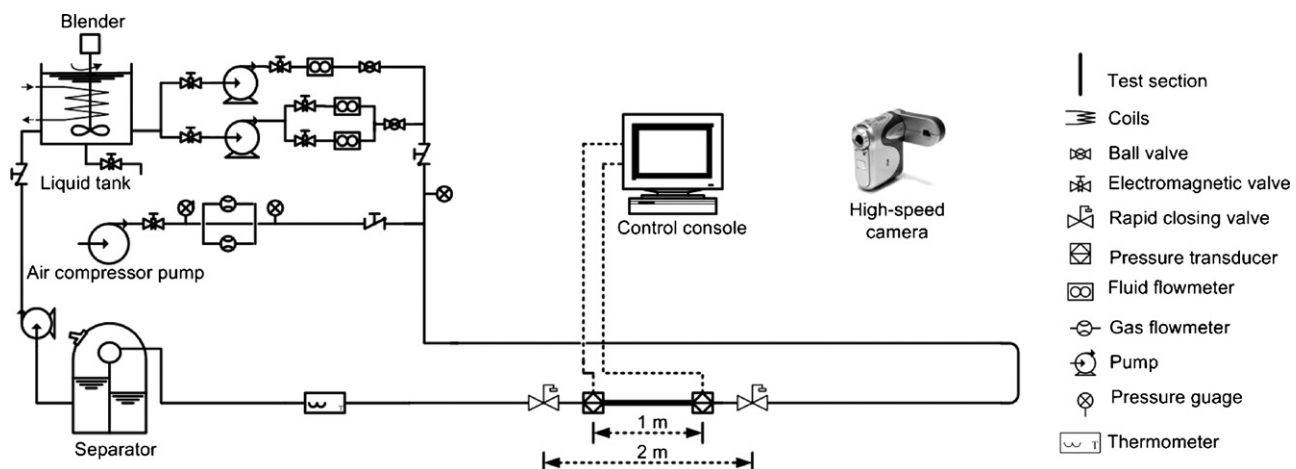 Blender
Liquid tank
Air compressor pump
Separator
T
Control console
High-speed
camera
1 m
2 m
Test section
Coils
Ball valve
Electromagnetic valve
Rapid closing valve
Pressure transducer
Fluid flowmeter
Gas flowmeter
Pump
Pressure guage
T
Thermometer